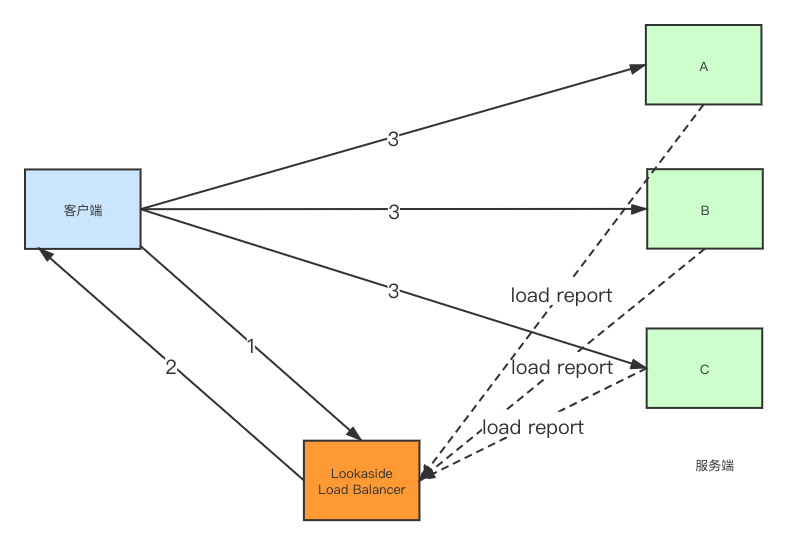 A
3
客户端
3
B
3
load report
1
2
load report
C
load report
Lookaside
Load Balancer
服务端